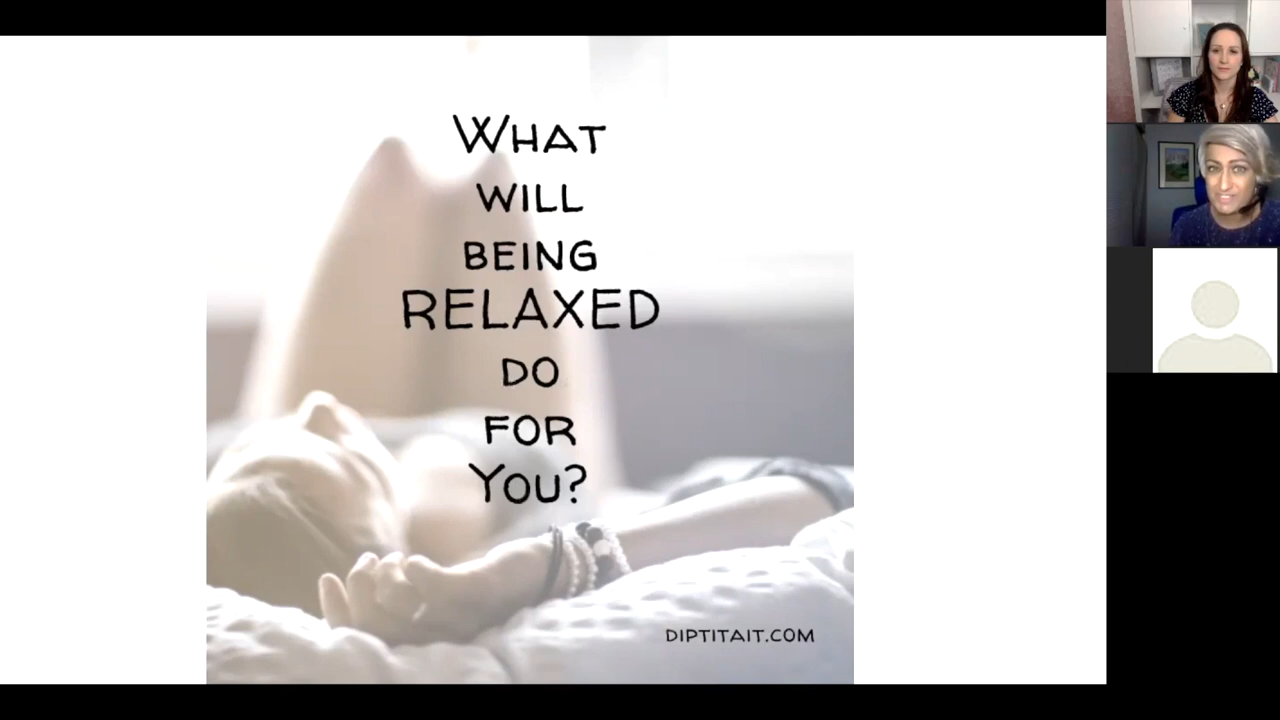 WHAT
WILL
BEING
RELAXED
DO
FOR
YOU?
DIPTITAIT.COM